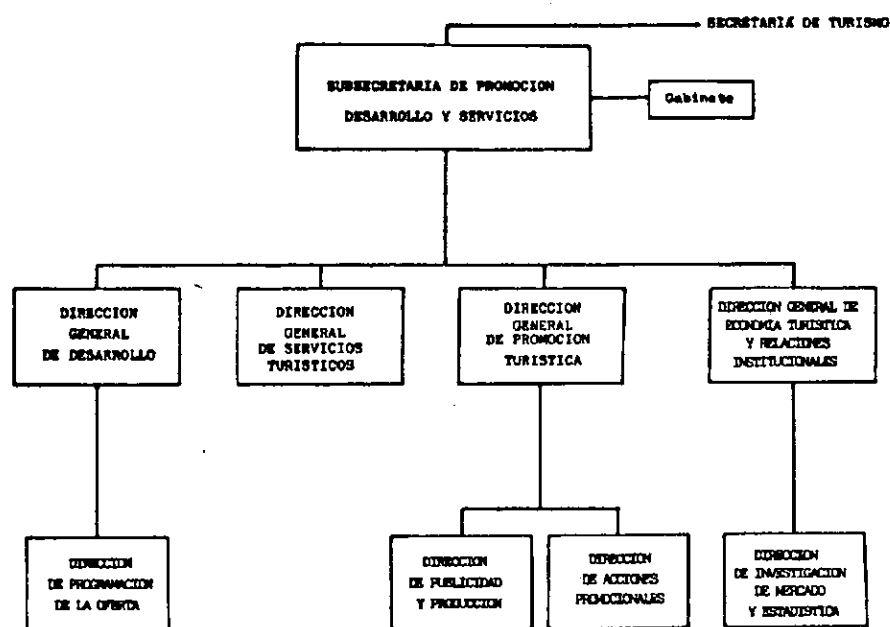 SECRETARIA DE TURISMO
SUBSECRETARIA DE PROMOCION
DESARROLLO Y SERVICIOS
Gabinete
DIRECCION
GENERAL
DE DESARROLLO
DIRECCION
GENERAL
DE SERVICIOS
TURISTICOS
DIRECCION
GENERAL
DE PROMOCION
TURISTICA
DIRECCION GENERAL DE
ECONOMIA TURISTICA
Y RELACIONES
INSTITUCIONALES
DIRECCION
DE PROGRAMACION
DE LA OFERTA
DIRECCION
DE PUBLICIDAD
Y PRODUCCION
DIRECCION
DE ACCIONES
PROMOCIONALES
DIRECCION
DE INVESTIGACION
DE MERCADO
Y ESTADISTICA